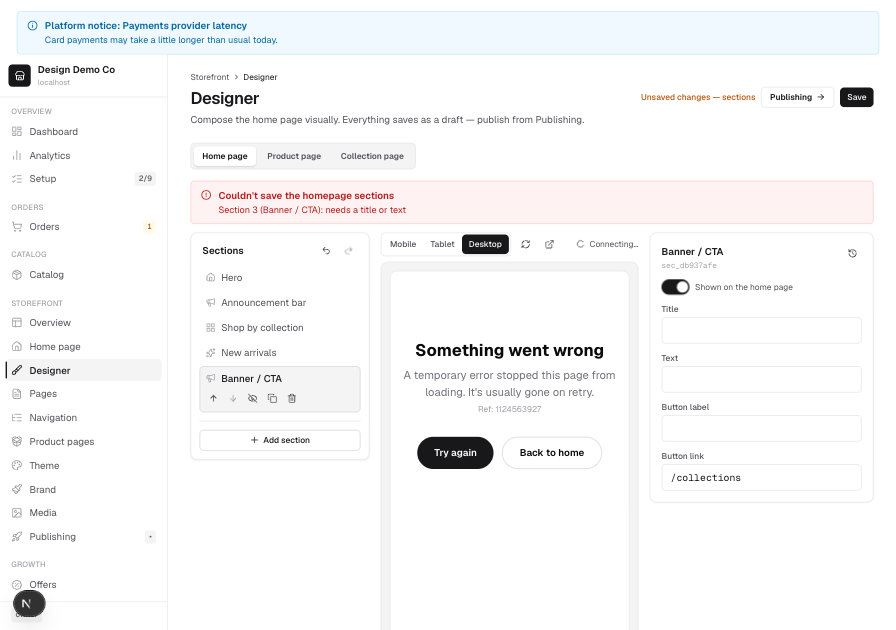 Platform notice: Payments provider latency
Card payments may take a little longer than usual today.
Design Demo Co
localhost
OVERVIEW
Dashboard
Analytics
Setup 2/9
ORDERS
Orders 1
CATALOG
Catalog
STOREFRONT
Overview
Home page
Designer
Pages
Navigation
Product pages
Theme
Brand
Media
Publishing
GROWTH
Offers
N
Storefront > Designer
Designer
Unsaved changes — sections
Publishing →
Save
Compose the home page visually. Everything saves as a draft — publish from Publishing.
Home page Product page Collection page
Couldn't save the homepage sections
Section 3 (Banner / CTA): needs a title or text
Sections
Hero
Announcement bar
Shop by collection
New arrivals
Banner / CTA
+ Add section
Mobile Tablet Desktop
Connecting…
Something went wrong
A temporary error stopped this page from
loading. It's usually gone on retry.
Ref: 1124563927
Try again Back to home
Banner / CTA
sec_db937afe
Shown on the home page
Title
Text
Button label
Button link
/collections